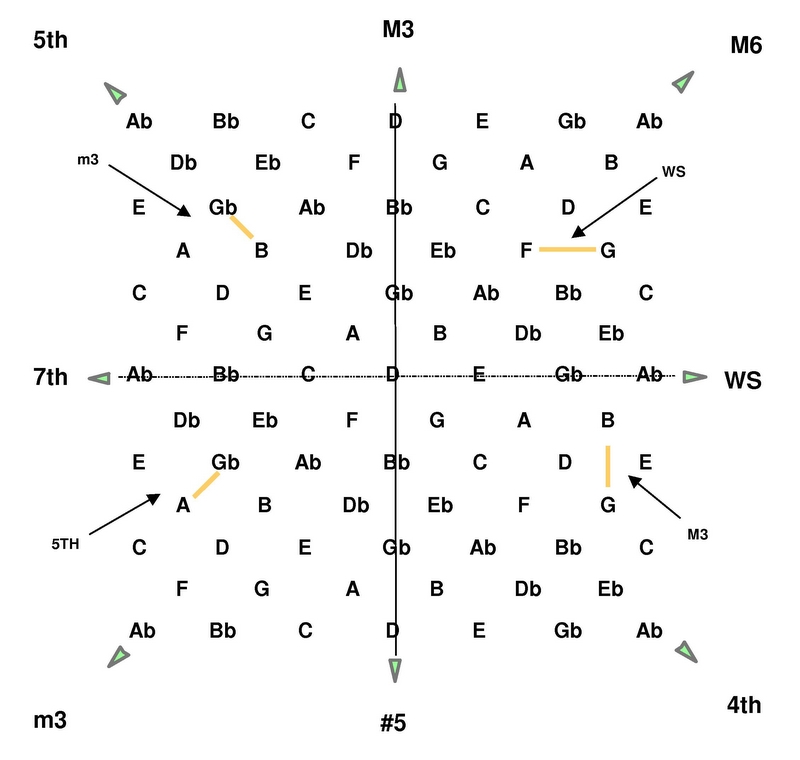 5th M3 M6
Ab Bb C D E Gb Ab
m3 Db Eb F G A B WS
E Gb Ab Bb C D E
A B Db Eb F G
C D E Gb Ab Bb C
F G A B Db Eb
7th Ab Bb C D E Gb Ab WS
Db Eb F G A B
E Gb Ab Bb C D E
A B Db Eb F G
5TH C D E Gb Ab Bb C M3
F G A B Db Eb
Ab Bb C D E Gb Ab
m3 #5 4th